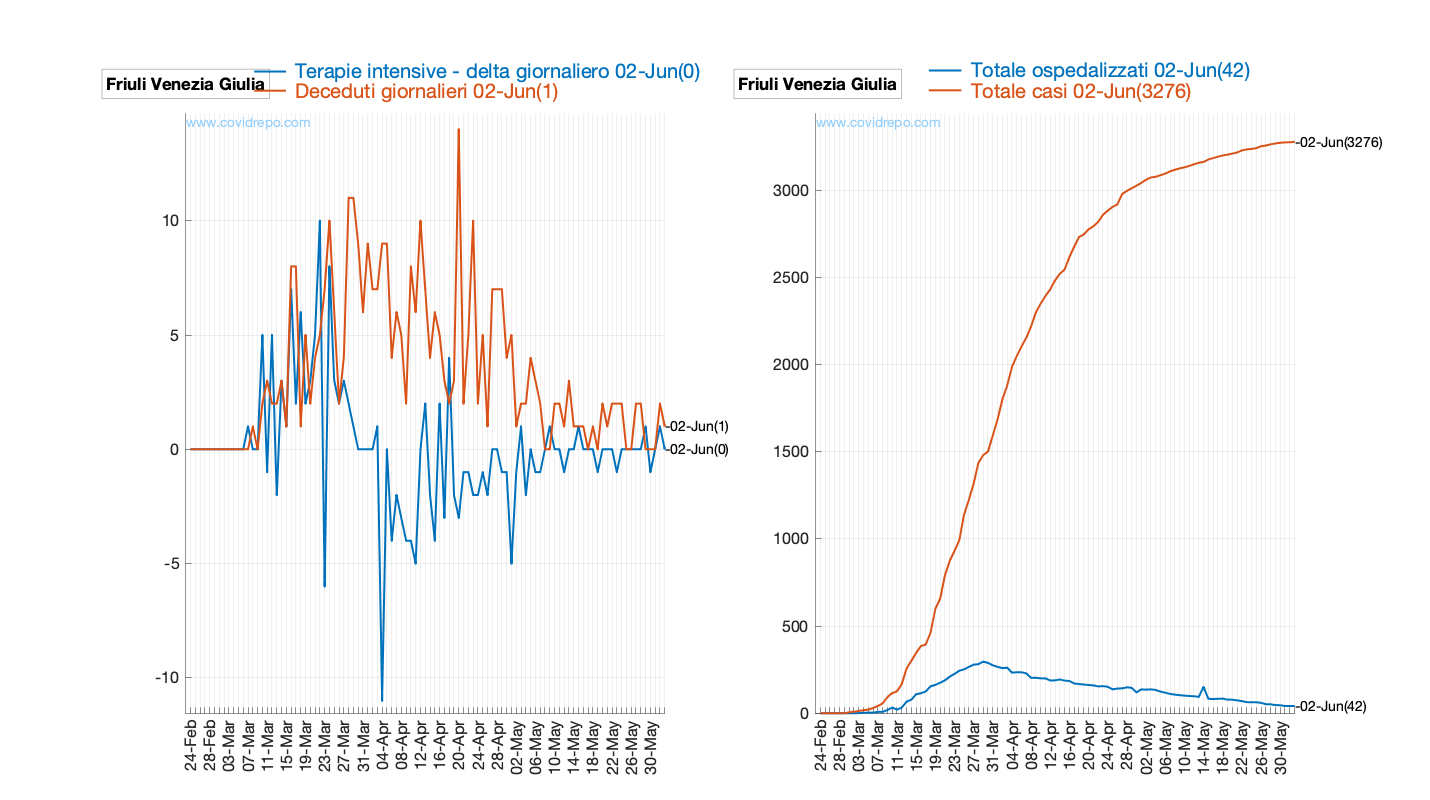 Friuli Venezia Giulia
Terapie intensive - delta giornaliero 02-Jun(0)
Deceduti giornalieri 02-Jun(1)
www.covidrepo.com
10
5
0
-5
-10
-02-Jun(1)
-02-Jun(0)
24-Feb
28-Feb
03-Mar
07-Mar
11-Mar
15-Mar
19-Mar
23-Mar
27-Mar
31-Mar
04-Apr
08-Apr
12-Apr
16-Apr
20-Apr
24-Apr
28-Apr
02-May
06-May
10-May
14-May
18-May
22-May
26-May
30-May
Friuli Venezia Giulia
Totale ospedalizzati 02-Jun(42)
Totale casi 02-Jun(3276)
www.covidrepo.com
3000
2500
2000
1500
1000
500
0
-02-Jun(3276)
-02-Jun(42)
24-Feb
28-Feb
03-Mar
07-Mar
11-Mar
15-Mar
19-Mar
23-Mar
27-Mar
31-Mar
04-Apr
08-Apr
12-Apr
16-Apr
20-Apr
24-Apr
28-Apr
02-May
06-May
10-May
14-May
18-May
22-May
26-May
30-May